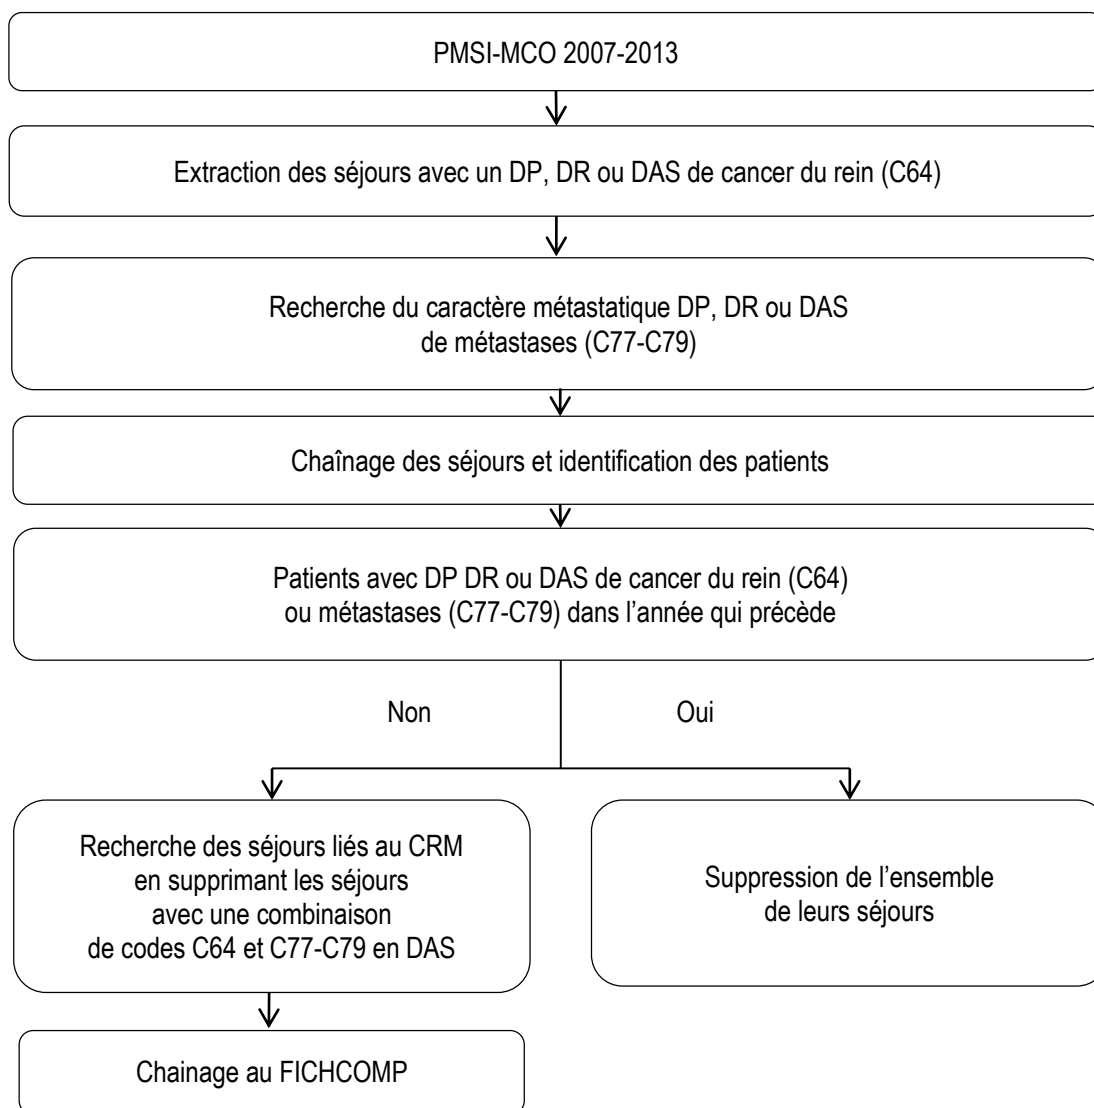 PMSI-MCO 2007-2013
Extraction des séjours avec un DP, DR ou DAS de cancer du rein (C64)
Recherche du caractère métastatique DP, DR ou DAS
de métastases (C77-C79)
Chaînage des séjours et identification des patients
Patients avec DP DR ou DAS de cancer du rein (C64)
ou métastases (C77-C79) dans l’année qui précède
Non
Oui
Recherche des séjours liés au CRM
en supprimant les séjours
avec une combinaison
de codes C64 et C77-C79 en DAS
Suppression de l’ensemble
de leurs séjours
Chainage au FICHCOMP